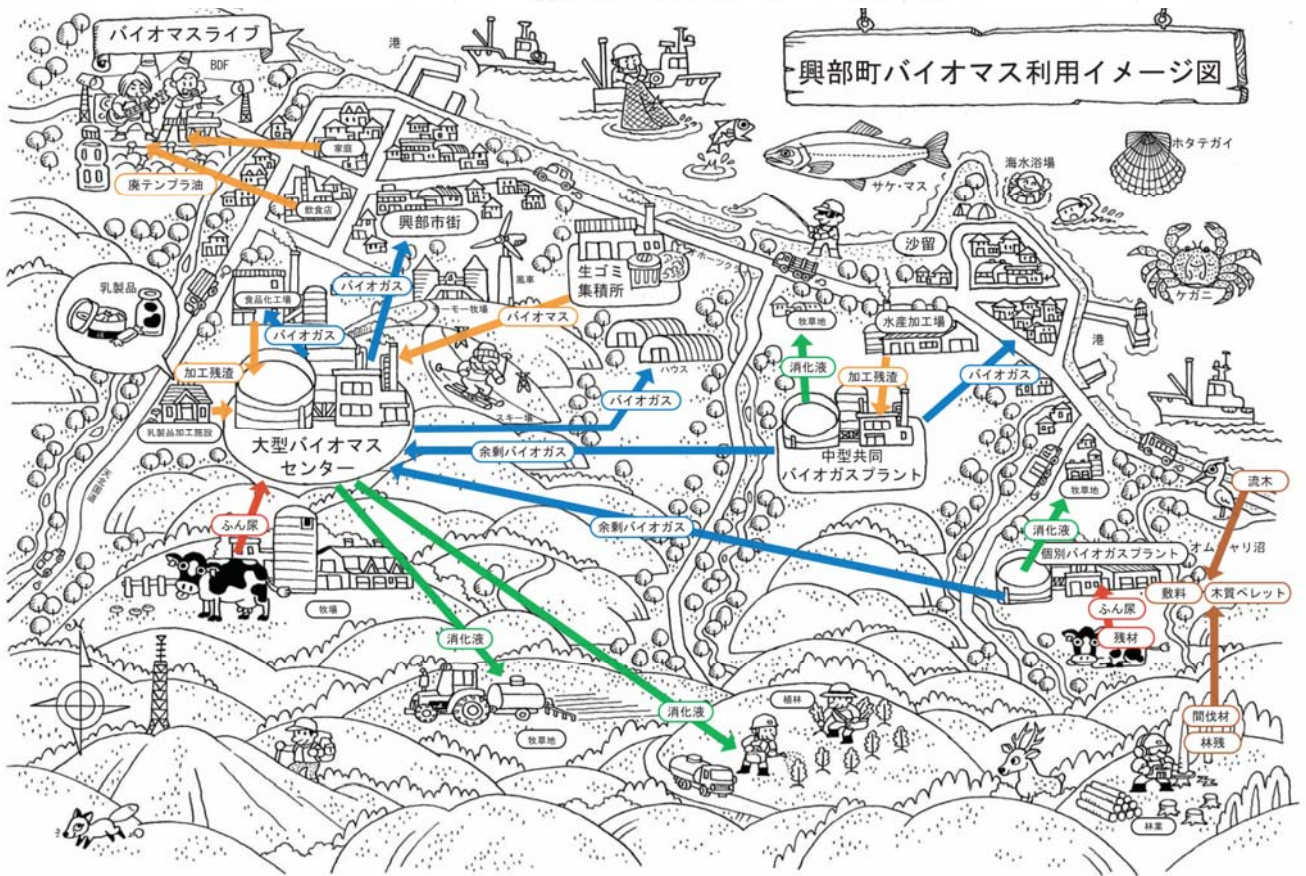 バイオマスライブ
BDF
港
興部町バイオマス利用イメージ図
家庭
廃テンプラ油
飲食店
興部市街
サケ・マス
海水浴場
ホタテガイ
沙留
ケガニ
乳製品
食品化工場
バイオガス
風車
生ゴミ
集積所
バイオマス
バイオガス
加工残渣
スキー場
ハウス
牧草地
水産加工場
消化液
加工残渣
バイオガス
港
乳製品加工施設
バイオガス
大型バイオマス
センター
余剰バイオガス
中型共同
バイオガスプラント
牧草地
流木
ふん尿
余剰バイオガス
消化液
個別バイオガスプラント
敷料
木質ペレット
牧場
ふん尿
残材
消化液
消化液
植林
牧草地
間伐材
林残
林業